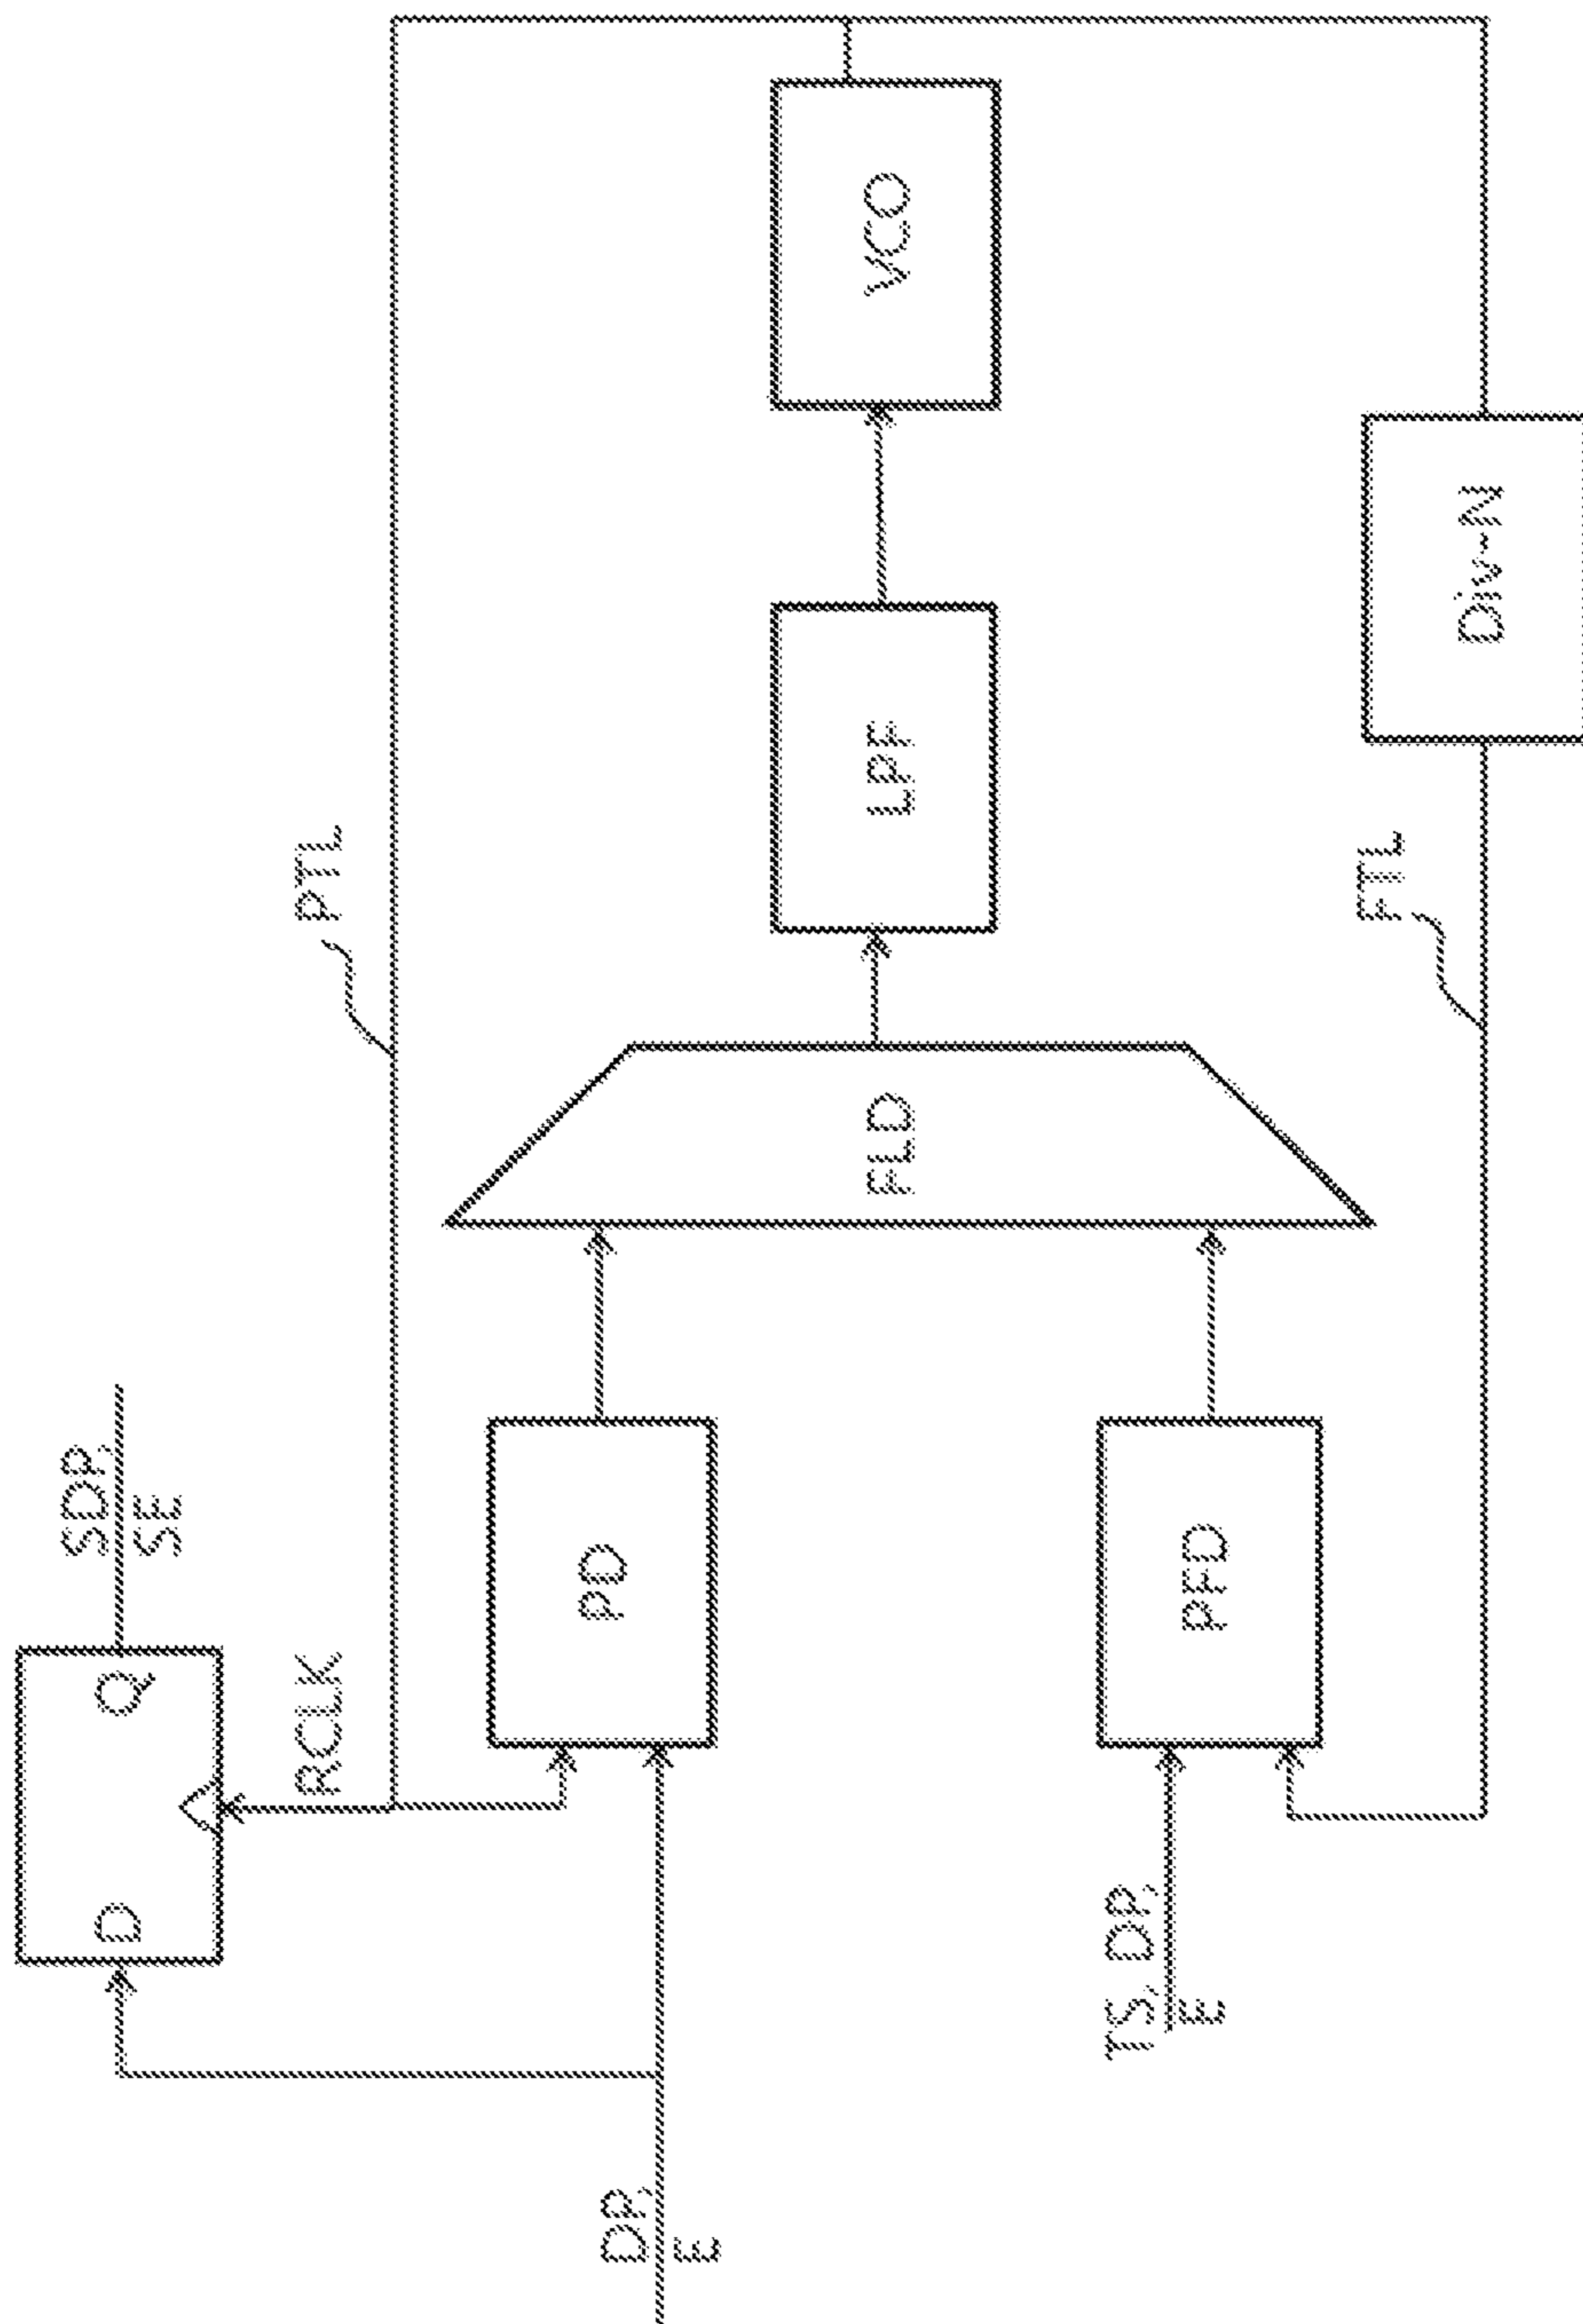 SDP,
SE
D
Q
RCLK
PTL
DP,
E
PD
FLD
LPF
VCO
TS, DP,
E
PFD
FTL
Div-N